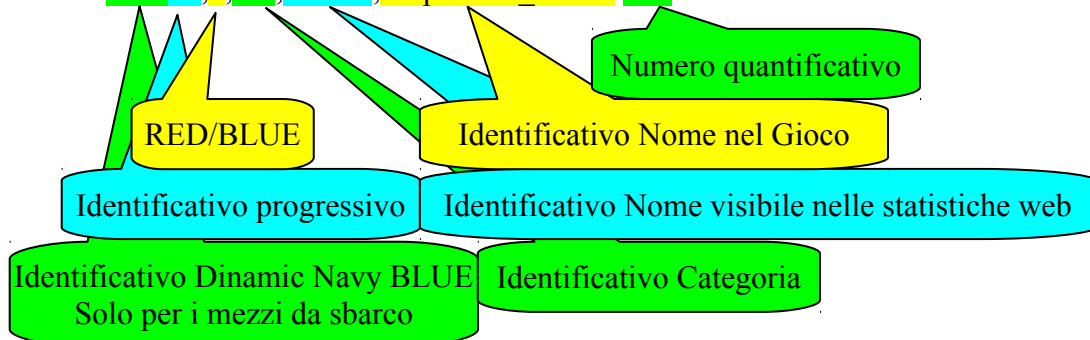 Numero quantificativo
RED/BLUE
Identificativo Nome nel Gioco
Identificativo progressivo
Identificativo Nome visibile nelle statistiche web
Identificativo Dinamic Navy BLUE
Solo per i mezzi da sbarco
Identificativo Categoria